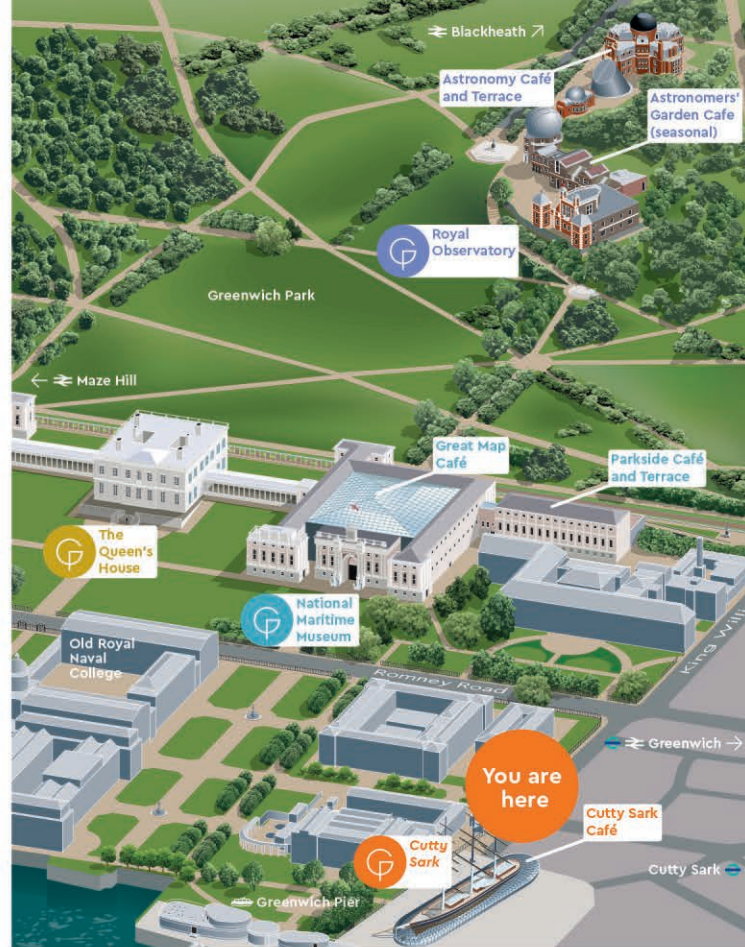 Blackheath
Astronomy Café
and Terrace
Astronomers'
Garden Cafe
(seasonal)
Royal
Observatory
Greenwich Park
Maze Hill
Great Map
Café
Parkside Café
and Terrace
The
Queen's
House
National
Maritime
Museum
Old Royal
Naval
College
Romney Road
King Willi
Greenwich
You are
here
Cutty Sark
Café
Cutty
Sark
Cutty Sark
Greenwich Pier